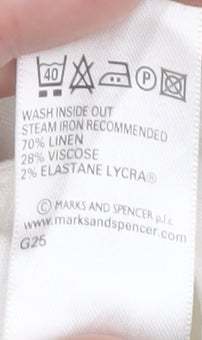 40 P
WASH INSIDE OUT
STEAM IRON RECOMMENDED
70% LINEN
28% VISCOSE
2% ELASTANE LYCRA®
© MARKS AND SPENCER p.l.c.
www.marksandspencer.com
G25